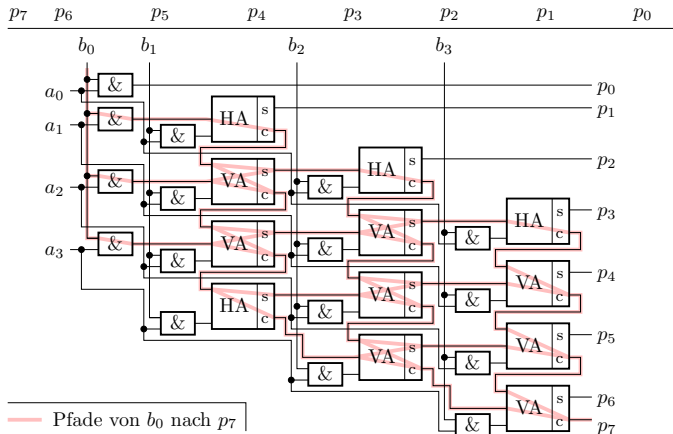 p7 p6 p5 p4 p3 p2 p1 p0
b0 b1 b2 b3
a0 & p0
a1 & HA s c p1
&
a2 & VA HA s c p2
& &
a3 & VA VA HA s p3
& & & c
HA s c VA s c VA s c p4
& & &
VA s c VA s c p5
& &
VA s c p6
Pfade von b0 nach p7 & p7